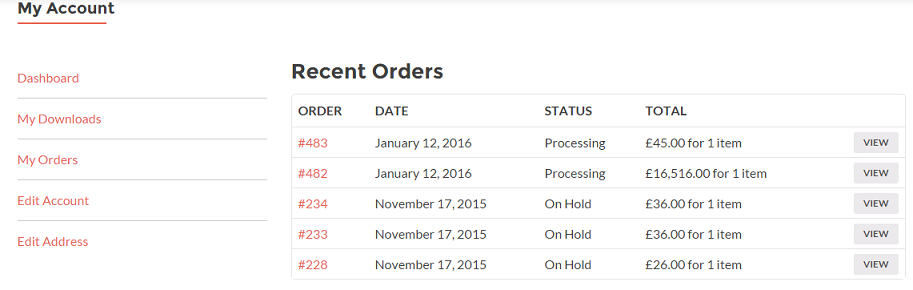 My Account
Dashboard
My Downloads
My Orders
Edit Account
Edit Address
Recent Orders
ORDER DATE STATUS TOTAL
#483 January 12, 2016 Processing £45.00 for 1 item VIEW
#482 January 12, 2016 Processing £16,516.00 for 1 item VIEW
#234 November 17, 2015 On Hold £36.00 for 1 item VIEW
#233 November 17, 2015 On Hold £36.00 for 1 item VIEW
#228 November 17, 2015 On Hold £26.00 for 1 item VIEW